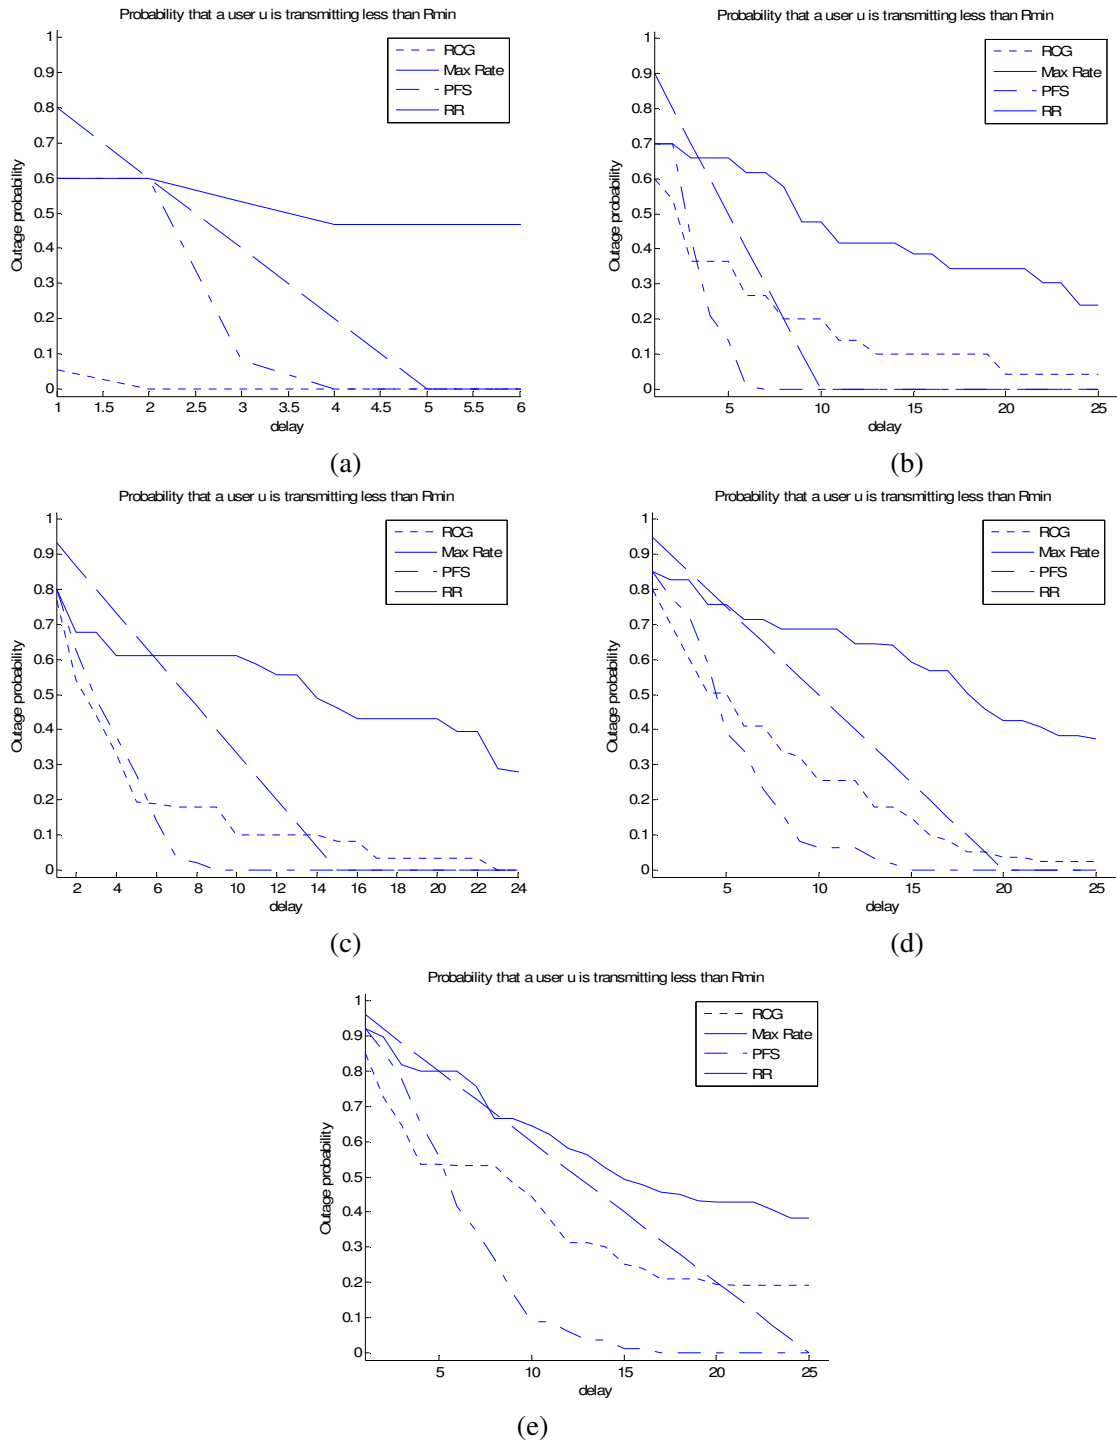 Probability that a user u is transmitting less than Rmin
1
0.9
0.8
0.7
0.6
0.5
0.4
0.3
0.2
0.1
0
Outage probability
RCG
Max Rate
PFS
RR
1 1.5 2 2.5 3 3.5 4 4.5 5 5.5 6
delay
(a)
Probability that a user u is transmitting less than Rmin
1
0.9
0.8
0.7
0.6
0.5
0.4
0.3
0.2
0.1
0
Outage probability
RCG
Max Rate
PFS
RR
5 10 15 20 25
delay
(b)
Probability that a user u is transmitting less than Rmin
1
0.9
0.8
0.7
0.6
0.5
0.4
0.3
0.2
0.1
0
Outage probability
RCG
Max Rate
PFS
RR
2 4 6 8 10 12 14 16 18 20 22 24
delay
(c)
Probability that a user u is transmitting less than Rmin
1
0.9
0.8
0.7
0.6
0.5
0.4
0.3
0.2
0.1
0
Outage probability
RCG
Max Rate
PFS
RR
5 10 15 20 25
delay
(d)
Probability that a user u is transmitting less than Rmin
1
0.9
0.8
0.7
0.6
0.5
0.4
0.3
0.2
0.1
0
Outage probability
RCG
Max Rate
PFS
RR
5 10 15 20 25
delay
(e)